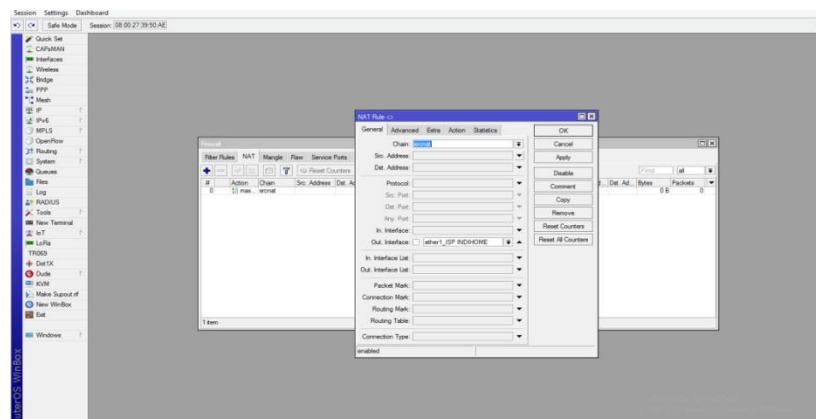 Session Settings Dashboard
Safe Mode Session: 08:00:27:39:50:AE
Quick Set
CAPsMAN
Interfaces
Wireless
Bridge
PPP
Mesh
IP
IPv6
MPLS
OpenFlow
Routing
System
Queues
Files
Log
RADIUS
Tools
New Terminal
IoT
LoRa
TR069
Dot1X
Dude
KVM
Make Supout.rif
New WinBox
Exit
Windows
RouterOS WinBox
Firewall
Filter Rules NAT Mangle Raw Service Ports
Reset Counters
Find all
# Action Chain Src. Address Dst. Ad... Bytes Packets
0 mas... srcnat 0 B 0
1 item
NAT Rule <>
General Advanced Extra Action Statistics
Chain: srcnat
Src. Address:
Dst. Address:
Protocol:
Src. Port:
Dst. Port:
Any. Port:
In. Interface:
Out. Interface: ether1_ISP INDIHOME
In. Interface List:
Out. Interface List:
Packet Mark:
Connection Mark:
Routing Mark:
Routing Table:
Connection Type:
enabled
OK
Cancel
Apply
Disable
Comment
Copy
Remove
Reset Counters
Reset All Counters